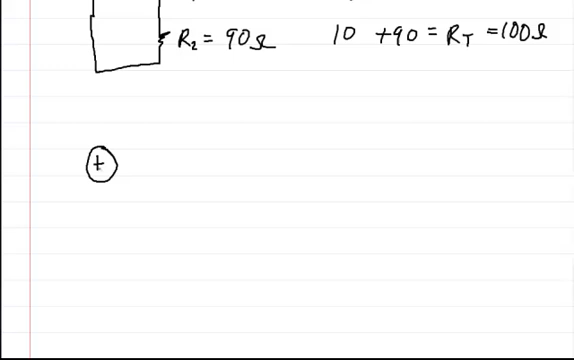 R₂ = 90Ω 10 +90 = R_T = 100Ω
+